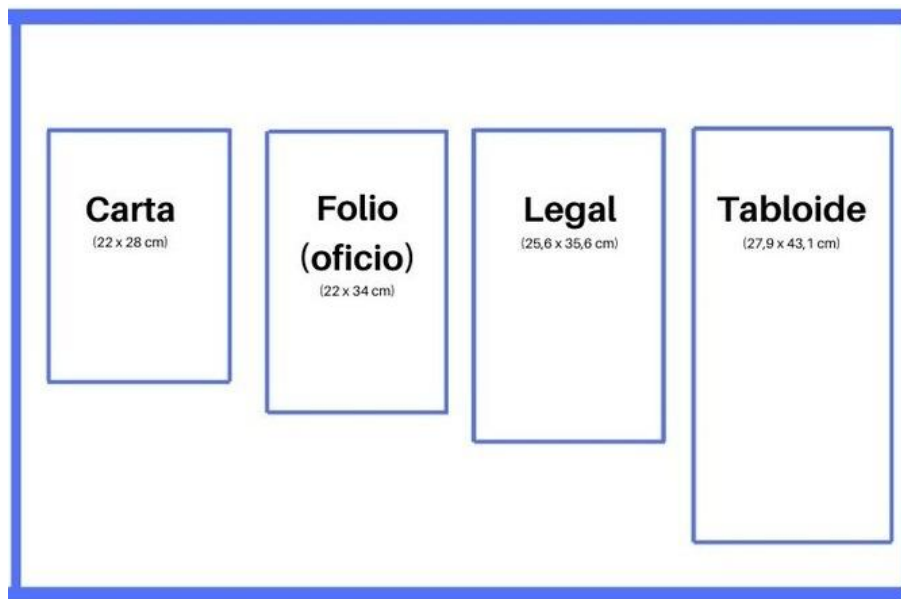 Carta
(22 x 28 cm)
Folio
(oficio)
(22 x 34 cm)
Legal
(25,6 x 35,6 cm)
Tabloide
(27,9 x 43,1 cm)